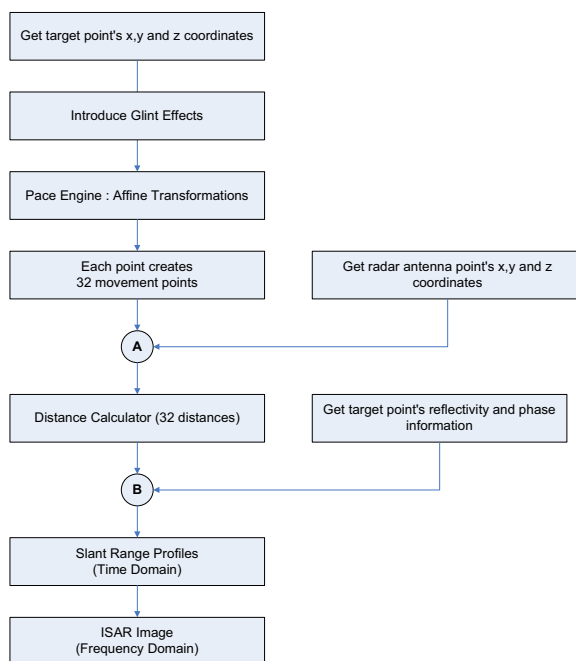 Get target point's x,y and z coordinates
Introduce Glint Effects
Pace Engine : Affine Transformations
Each point creates
32 movement points
Get radar antenna point's x,y and z
coordinates
A
Distance Calculator (32 distances)
Get target point's reflectivity and phase
information
B
Slant Range Profiles
(Time Domain)
ISAR Image
(Frequency Domain)